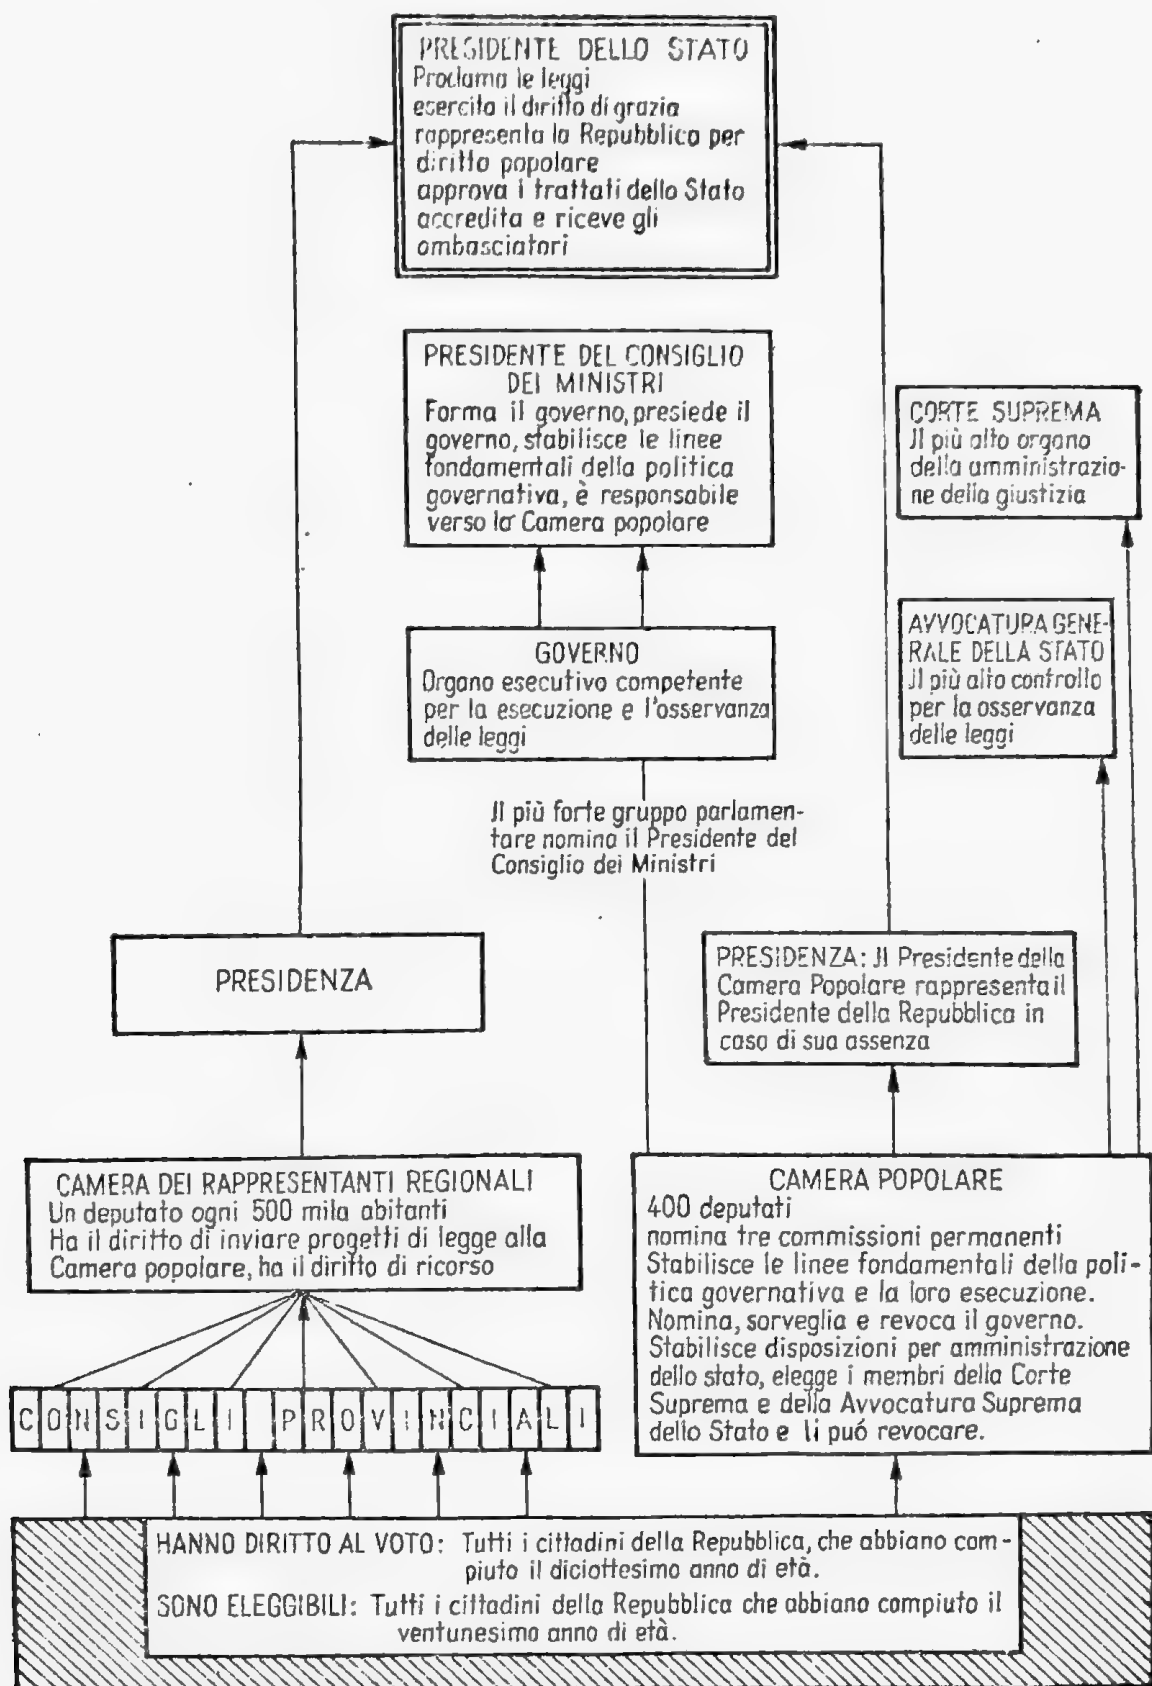 PRESIDENTE DELLO STATO
Proclama le leggi
esercita il diritto di grazia
rappresenta la Repubblica per
diritto popolare
approva i trattati dello Stato
accredita e riceve gli
ambasciatori
PRESIDENTE DEL CONSIGLIO
DEI MINISTRI
Forma il governo, presiede il
governo, stabilisce le linee
fondamentali della politica
governativa, è responsabile
verso la Camera popolare
CORTE SUPREMA
Jl più alto organo
della amministrazio-
ne della giustizia
GOVERNO
Organo esecutivo competente
per la esecuzione e l'osservanza
delle leggi
AVVOCATURA GENE-
RALE DELLA STATO
Jl più alto controllo
per la osservanza
delle leggi
Jl più forte gruppo parlamen-
tare nomina il Presidente del
Consiglio dei Ministri
PRESIDENZA
PRESIDENZA: Jl Presidente della
Camera Popolare rappresenta il
Presidente della Repubblica in
caso di sua assenza
CAMERA DEI RAPPRESENTANTI REGIONALI
Un deputato ogni 500 mila abitanti
Ha il diritto di inviare progetti di legge alla
Camera popolare, ha il diritto di ricorso
CAMERA POPOLARE
400 deputati
nomina tre commissioni permanenti
Stabilisce le linee fondamentali della poli-
tica governativa e la loro esecuzione.
Nomina, sorveglia e revoca il governo.
Stabilisce disposizioni per amministrazione
dello stato, elegge i membri della Corte
Suprema e della Avvocatura Suprema
dello Stato e li puó revocare.
CONSIGLI PROVINCIALI
HANNO DIRITTO AL VOTO: Tutti i cittadini della Repubblica, che abbiano com-
piuto il diciottesimo anno di età.
SONO ELEGGIBILI: Tutti i cittadini della Repubblica che abbiano compiuto il
ventunesimo anno di età.